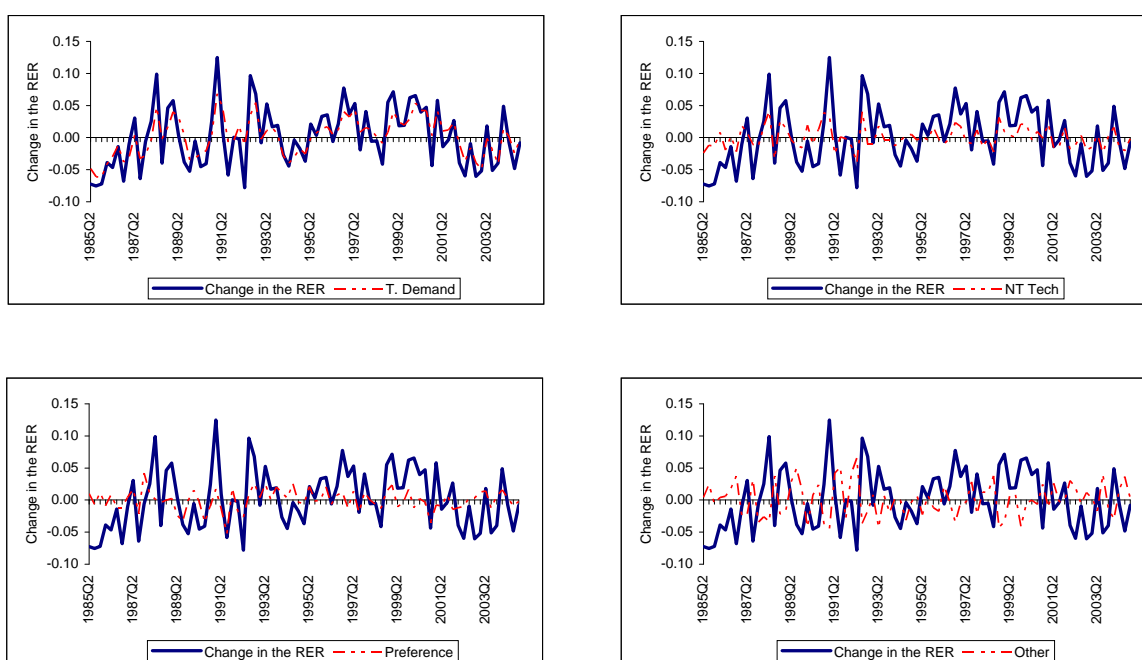 Change in the RER
0.15
0.10
0.05
0.00
-0.05
-0.10
1985Q2
1987Q2
1989Q2
1991Q2
1993Q2
1995Q2
1997Q2
1999Q2
2001Q2
2003Q2
Change in the RER T. Demand
Change in the RER
0.15
0.10
0.05
0.00
-0.05
-0.10
1985Q2
1987Q2
1989Q2
1991Q2
1993Q2
1995Q2
1997Q2
1999Q2
2001Q2
2003Q2
Change in the RER NT Tech
Change in the RER
0.15
0.10
0.05
0.00
-0.05
-0.10
1985Q2
1987Q2
1989Q2
1991Q2
1993Q2
1995Q2
1997Q2
1999Q2
2001Q2
2003Q2
Change in the RER Preference
Change in the RER
0.15
0.10
0.05
0.00
-0.05
-0.10
1985Q2
1987Q2
1989Q2
1991Q2
1993Q2
1995Q2
1997Q2
1999Q2
2001Q2
2003Q2
Change in the RER Other